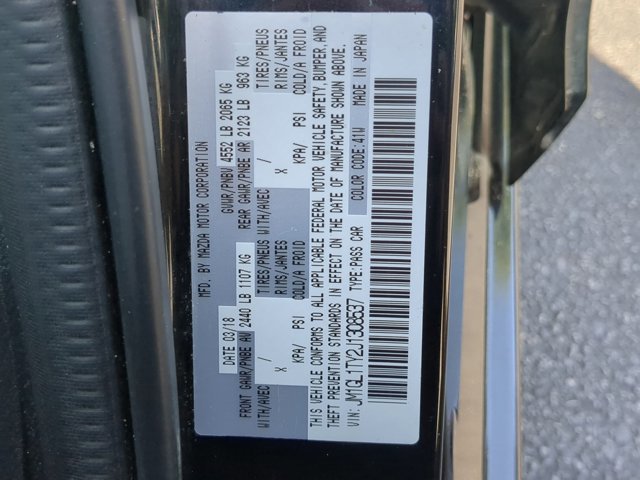 MFD. BY MAZDA MOTOR CORPORATION
DATE 03/18 GVWR/PNBV 4552 LB 2065 KG
FRONT GAWR/PNBE AV 2440 LB 1107 KG REAR GAWR/PNBE AR 2123 LB 963 KG
WITH/AVEC / TIRES/PNEUS WITH/AVEC / TIRES/PNEUS
X RIMS/JANTES X RIMS/JANTES
KPA/ PSI COLD/A FROID KPA/ PSI COLD/A FROID
THIS VEHICLE CONFORMS TO ALL APPLICABLE FEDERAL MOTOR VEHICLE SAFETY, BUMPER, AND
THEFT PREVENTION STANDARDS IN EFFECT ON THE DATE OF MANUFACTURE SHOWN ABOVE.
VIN: JM1GL1TY2J1308637 TYPE:PASS CAR COLOR CODE:41W MADE IN JAPAN